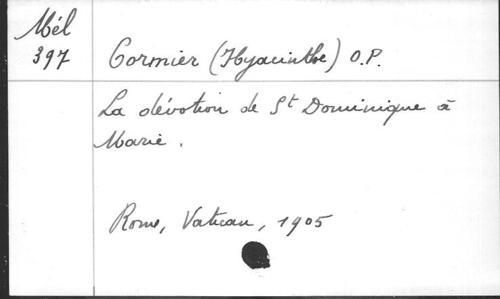 Mél
397
Cormier (Hyacinthe) O.P.
La dévotion de St Dominique à
Marie.
Rome, Vatican, 1905